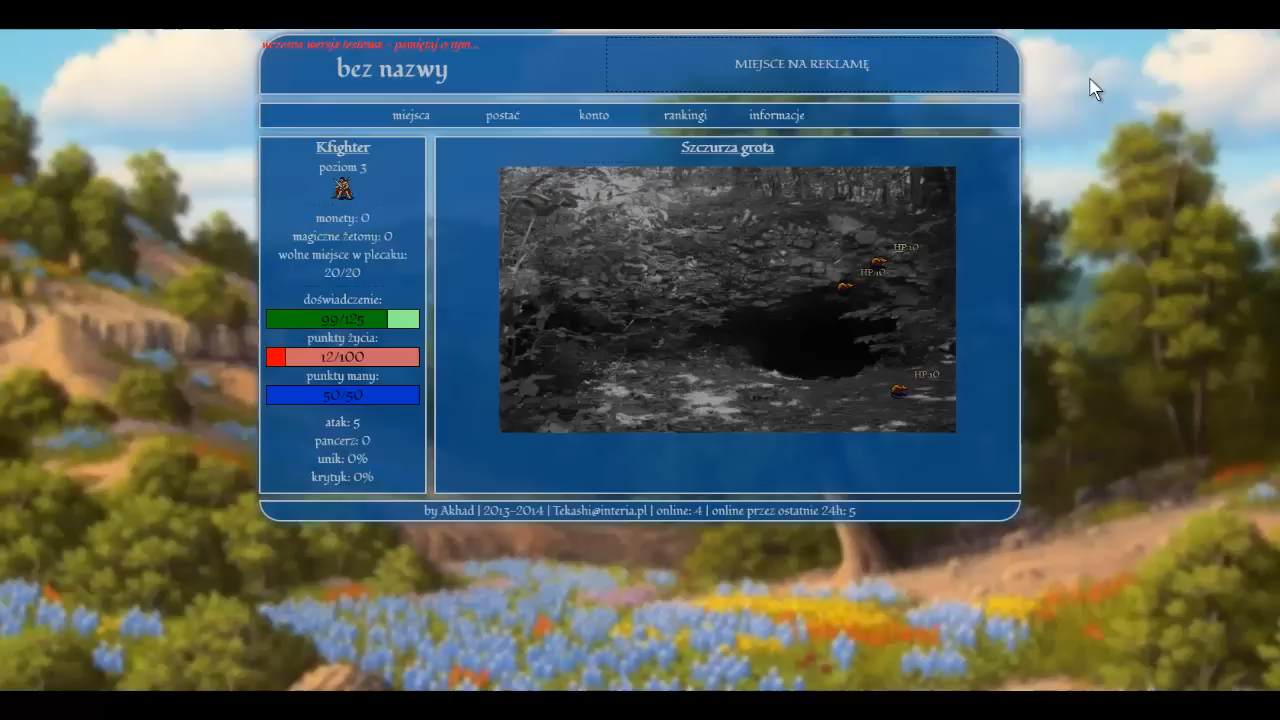 wczesna wersja testowa - pamiętaj o tym...
bez nazwy
MIEJSCE NA REKLAMĘ
miejsca postać konto rankingi informacje
Kfighter
poziom 3
monety: 0
magiczne żetony: 0
wolne miejsce w plecaku:
20/20
doświadczenie:
99/125
punkty życia:
12/100
punkty many:
50/50
atak: 5
pancerz: 0
unik: 0%
krytyk: 0%
Szczurza grota
HP:10
HP:10
HP:10
by Akhad | 2013-2014 | Tekashi@interia.pl | online: 4 | online przez ostatnie 24h: 5